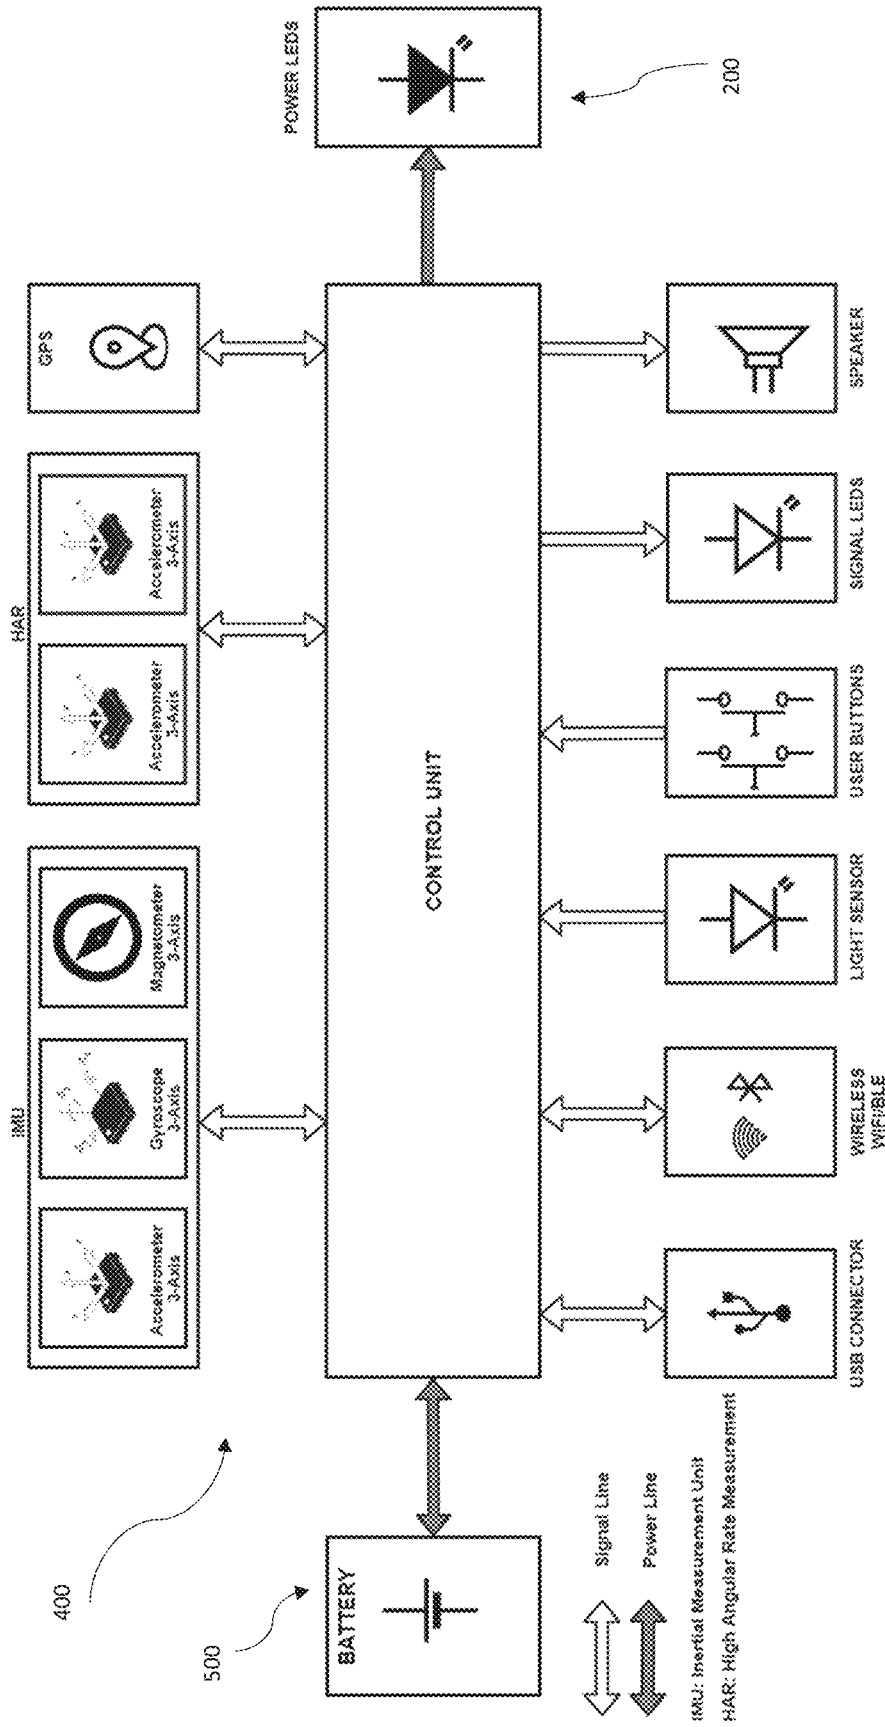 IMU
HAR
Accelerometer
3-Axis
Gyroscope
3-Axis
Magnetometer
3-Axis
Accelerometer
3-Axis
Accelerometer
3-Axis
GPS
POWER LEDS
400
500
200
BATTERY
CONTROL UNIT
USB CONNECTOR
WIRELESS
WIFI/BLE
LIGHT SENSOR
USER BUTTONS
SIGNAL LEDS
SPEAKER
Signal Line
Power Line
IMU: Inertial Measurement Unit
HAR: High Angular Rate Measurement